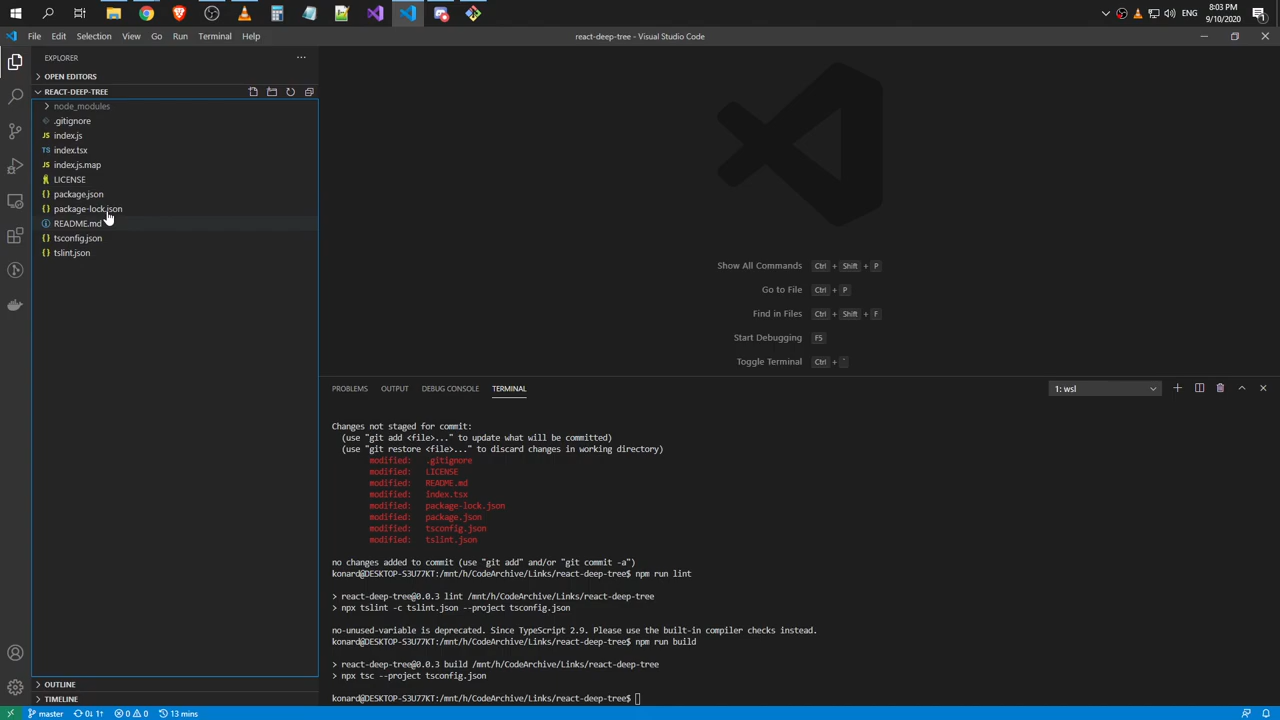 8:03 PM
ENG
9/10/2020
1
File Edit Selection View Go Run Terminal Help
react-deep-tree - Visual Studio Code
EXPLORER
OPEN EDITORS
REACT-DEEP-TREE
node_modules
.gitignore
JS index.js
TS index.tsx
JS index.js.map
LICENSE
{} package.json
{} package-lock.json
README.md
{} tsconfig.json
{} tslint.json
Show All Commands Ctrl + Shift + P
Go to File Ctrl + P
Find in Files Ctrl + Shift + F
Start Debugging F5
Toggle Terminal Ctrl + `
PROBLEMS OUTPUT DEBUG CONSOLE TERMINAL
1: wsl
Changes not staged for commit:
(use "git add <file>..." to update what will be committed)
(use "git restore <file>..." to discard changes in working directory)
modified: .gitignore
modified: LICENSE
modified: README.md
modified: index.tsx
modified: package-lock.json
modified: package.json
modified: tsconfig.json
modified: tslint.json
no changes added to commit (use "git add" and/or "git commit -a")
konard@DESKTOP-S3U77KT:/mnt/h/CodeArchive/Links/react-deep-tree$ npm run lint
> react-deep-tree@0.0.3 lint /mnt/h/CodeArchive/Links/react-deep-tree
> npx tslint -c tslint.json --project tsconfig.json
no-unused-variable is deprecated. Since TypeScript 2.9. Please use the built-in compiler checks instead.
konard@DESKTOP-S3U77KT:/mnt/h/CodeArchive/Links/react-deep-tree$ npm run build
> react-deep-tree@0.0.3 build /mnt/h/CodeArchive/Links/react-deep-tree
> npx tsc --project tsconfig.json
konard@DESKTOP-S3U77KT:/mnt/h/CodeArchive/Links/react-deep-tree$
OUTLINE
TIMELINE
master 0↓ 1↑ 0 0 13 mins